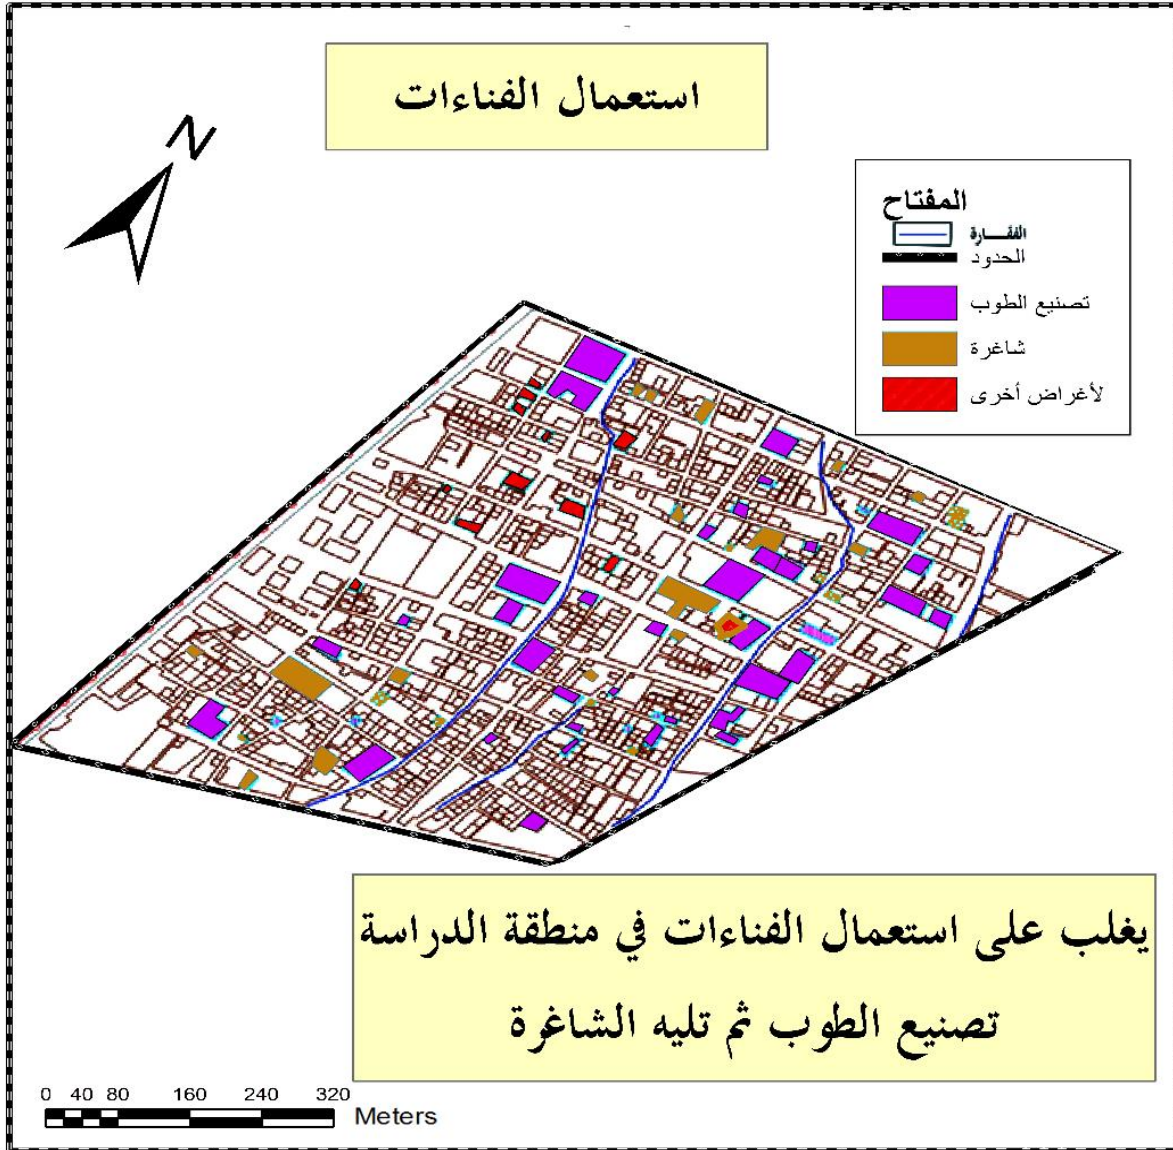 استعمال الفناءات
N
المفتاح
الفقــارة
الحدود
تصنيع الطوب
شاغرة
لأغراض أخرى
يغلب على استعمال الفناءات في منطقة الدراسة
تصنيع الطوب ثم تليه الشاغرة
0 40 80 160 240 320
Meters